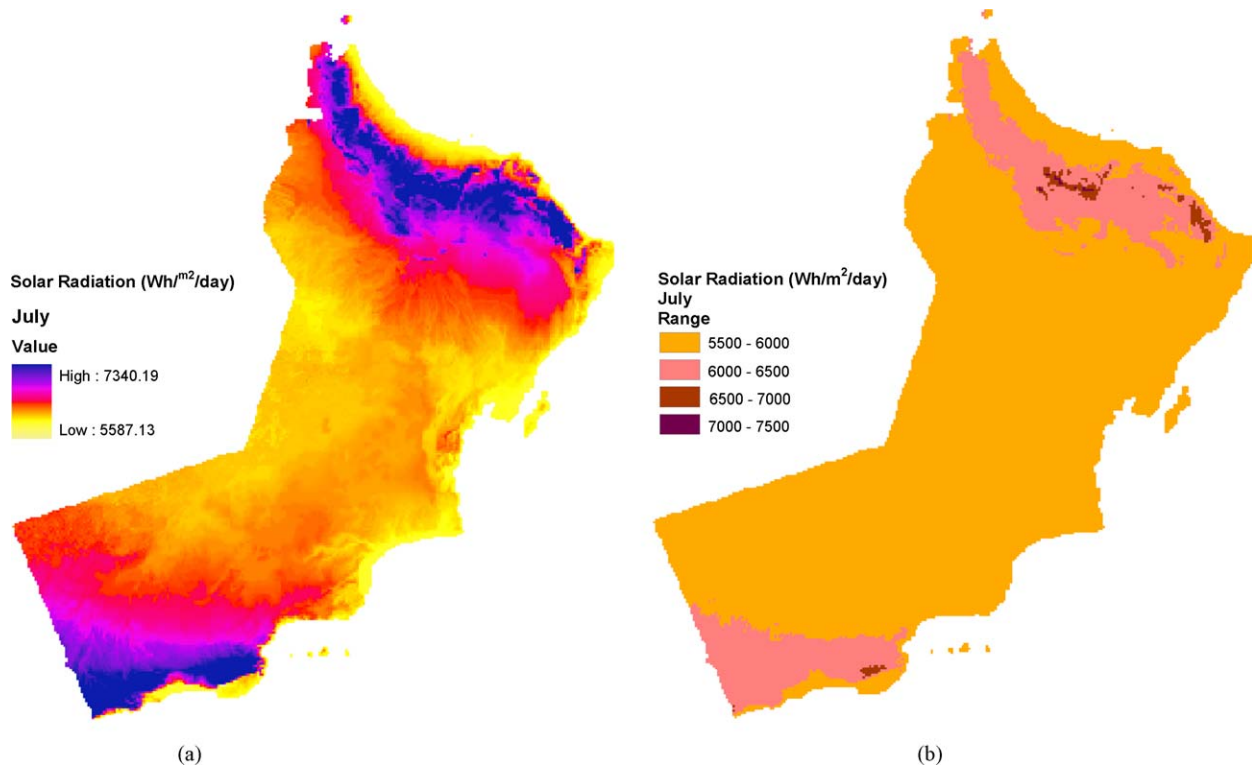 Solar Radiation (Wh/m2/day)
July
Value
High : 7340.19
Low : 5587.13
(a)
Solar Radiation (Wh/m²/day)
July
Range
5500 - 6000
6000 - 6500
6500 - 7000
7000 - 7500
(b)